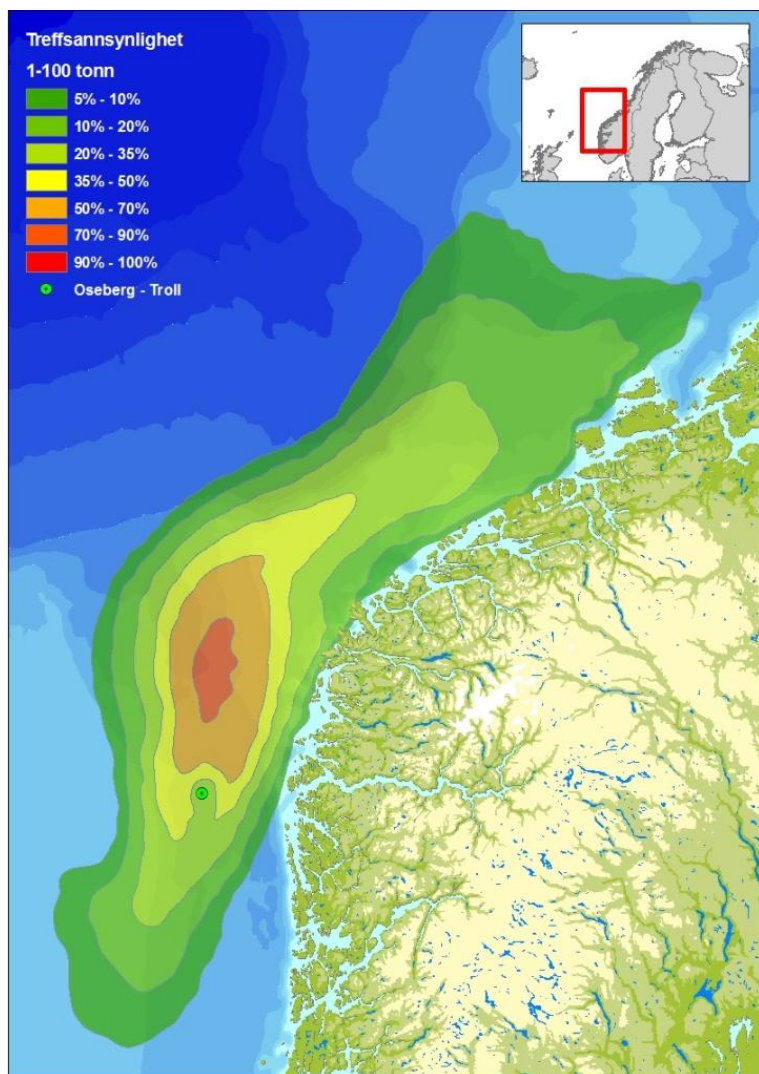 Treffsannsynlighet
1-100 tonn
5% - 10%
10% - 20%
20% - 35%
35% - 50%
50% - 70%
70% - 90%
90% - 100%
Oseberg - Troll